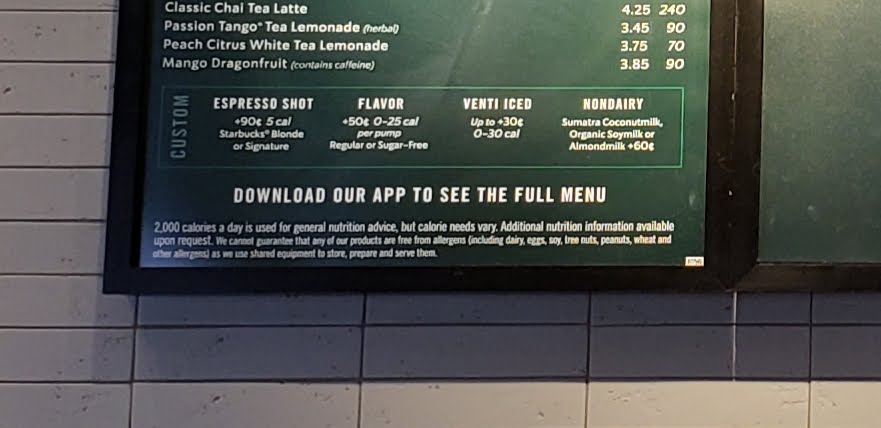 Classic Chai Tea Latte 4.25 240
Passion Tango® Tea Lemonade (herbal) 3.45 90
Peach Citrus White Tea Lemonade 3.75 70
Mango Dragonfruit (contains caffeine) 3.85 90
CUSTOM
ESPRESSO SHOT
+90¢ 5 cal
Starbucks® Blonde
or Signature
FLAVOR
+50¢ 0-25 cal
per pump
Regular or Sugar-Free
VENTI ICED
Up to +30¢
0-30 cal
NONDAIRY
Sumatra Coconutmilk,
Organic Soymilk or
Almondmilk +60¢
DOWNLOAD OUR APP TO SEE THE FULL MENU
2,000 calories a day is used for general nutrition advice, but calorie needs vary. Additional nutrition information available
upon request. We cannot guarantee that any of our products are free from allergens (including dairy, eggs, soy, tree nuts, peanuts, wheat and
other allergens) as we use shared equipment to store, prepare and serve them.